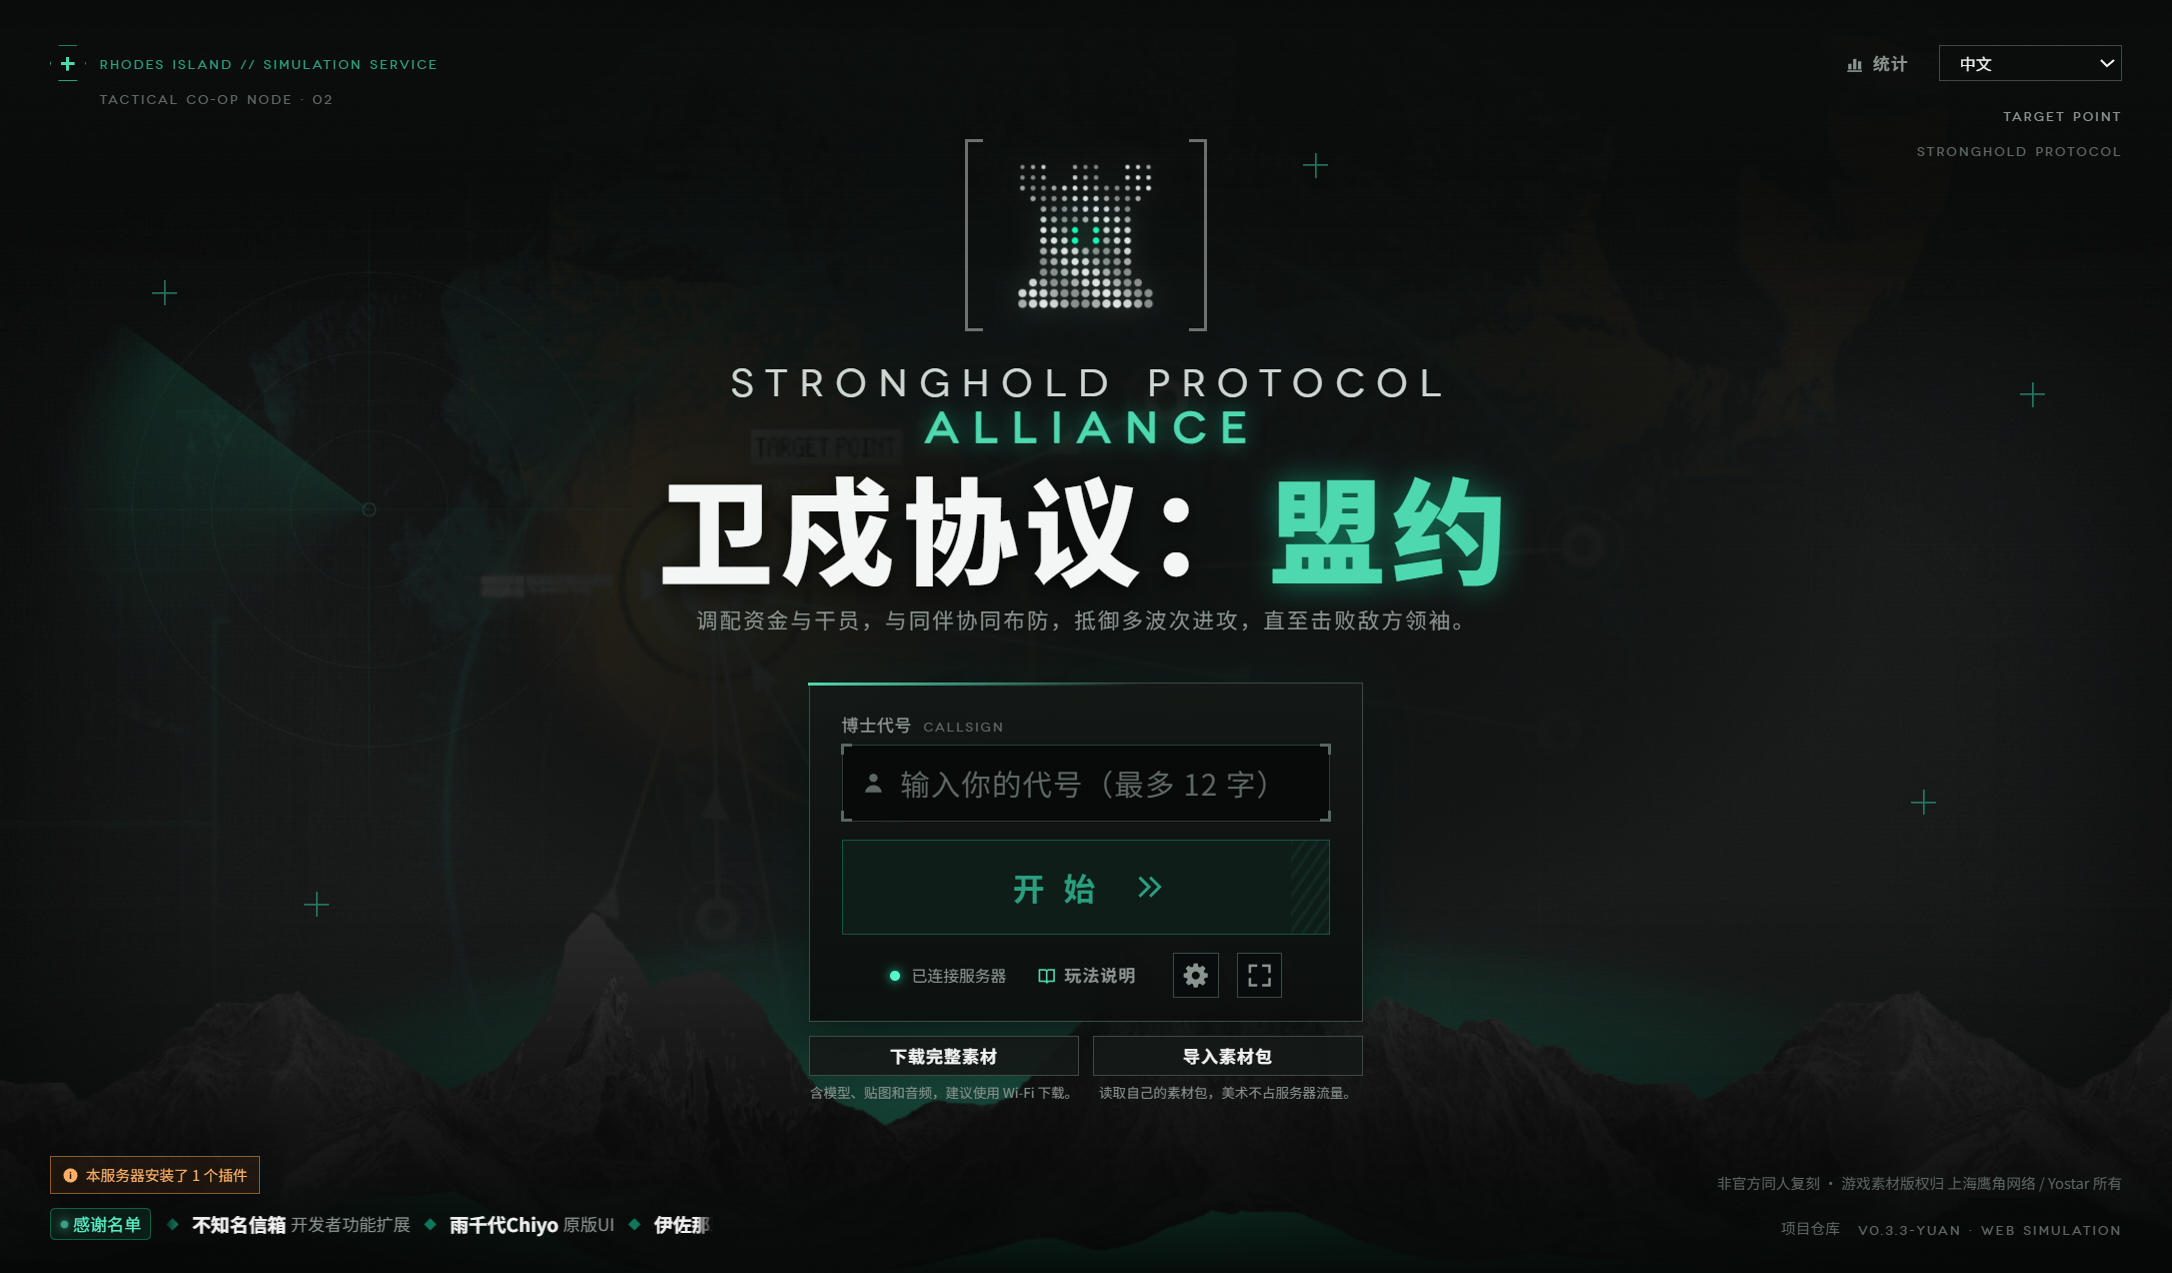 RHODES ISLAND // SIMULATION SERVICE
TACTICAL CO-OP NODE · 02
统计
中文
TARGET POINT
STRONGHOLD PROTOCOL
STRONGHOLD PROTOCOL
ALLIANCE
TARGET POINT
卫戍协议：盟约
调配资金与干员，与同伴协同布防，抵御多波次进攻，直至击败敌方领袖。
博士代号 CALLSIGN
输入你的代号（最多 12 字）
开始
已连接服务器
玩法说明
下载完整素材
导入素材包
含模型、贴图和音频，建议使用 Wi-Fi 下载。
读取自己的素材包，美术不占服务器流量。
本服务器安装了 1 个插件
感谢名单 ◆ 不知名信箱 开发者功能扩展 ◆ 雨千代Chiyo 原版UI ◆ 伊佐那
非官方同人复刻 · 游戏素材版权归 上海鹰角网络 / Yostar 所有
项目仓库 V0.3.3-YUAN · WEB SIMULATION